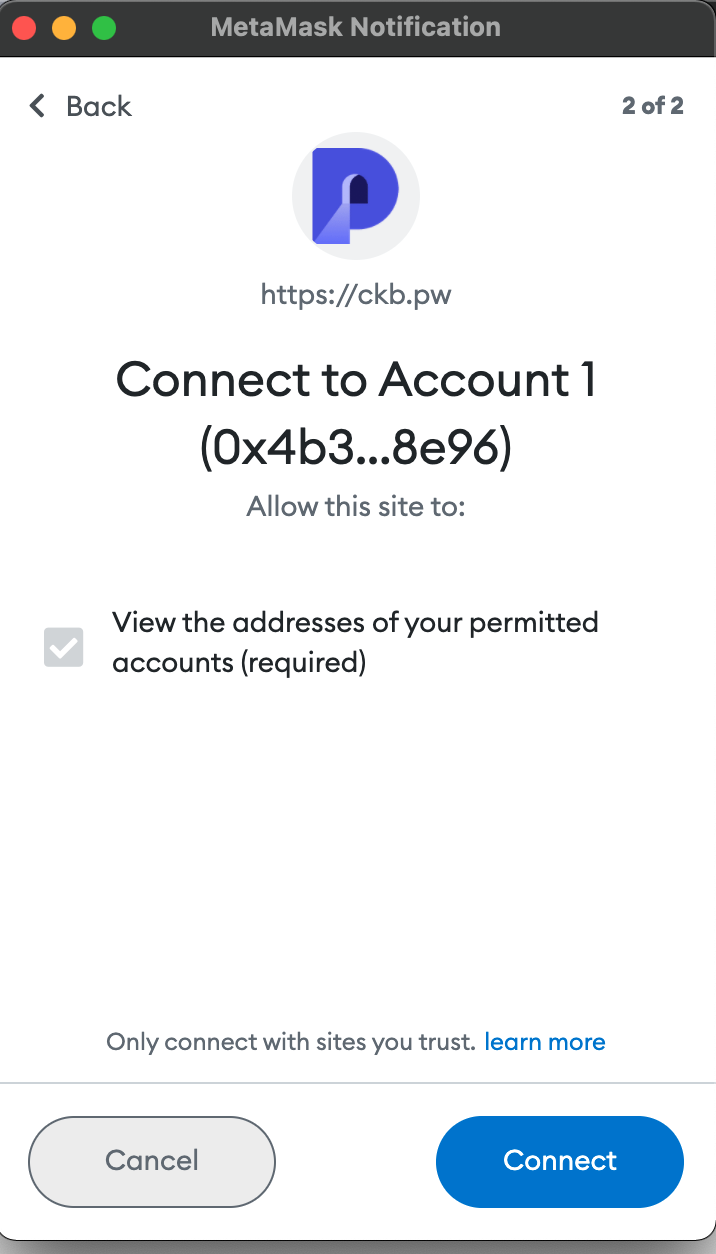 MetaMask Notification
Back
2 of 2
https://ckb.pw
Connect to Account 1
(0x4b3...8e96)
Allow this site to:
View the addresses of your permitted
accounts (required)
Only connect with sites you trust. learn more
Cancel
Connect